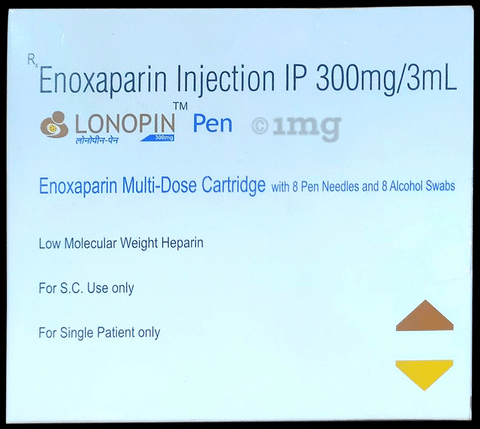 Rx Enoxaparin Injection IP 300mg/3mL
LONOPIN™ Pen ©1mg
लोनोपीन-पेन 300mg
Enoxaparin Multi-Dose Cartridge with 8 Pen Needles and 8 Alcohol Swabs
Low Molecular Weight Heparin
For S.C. Use only
For Single Patient only